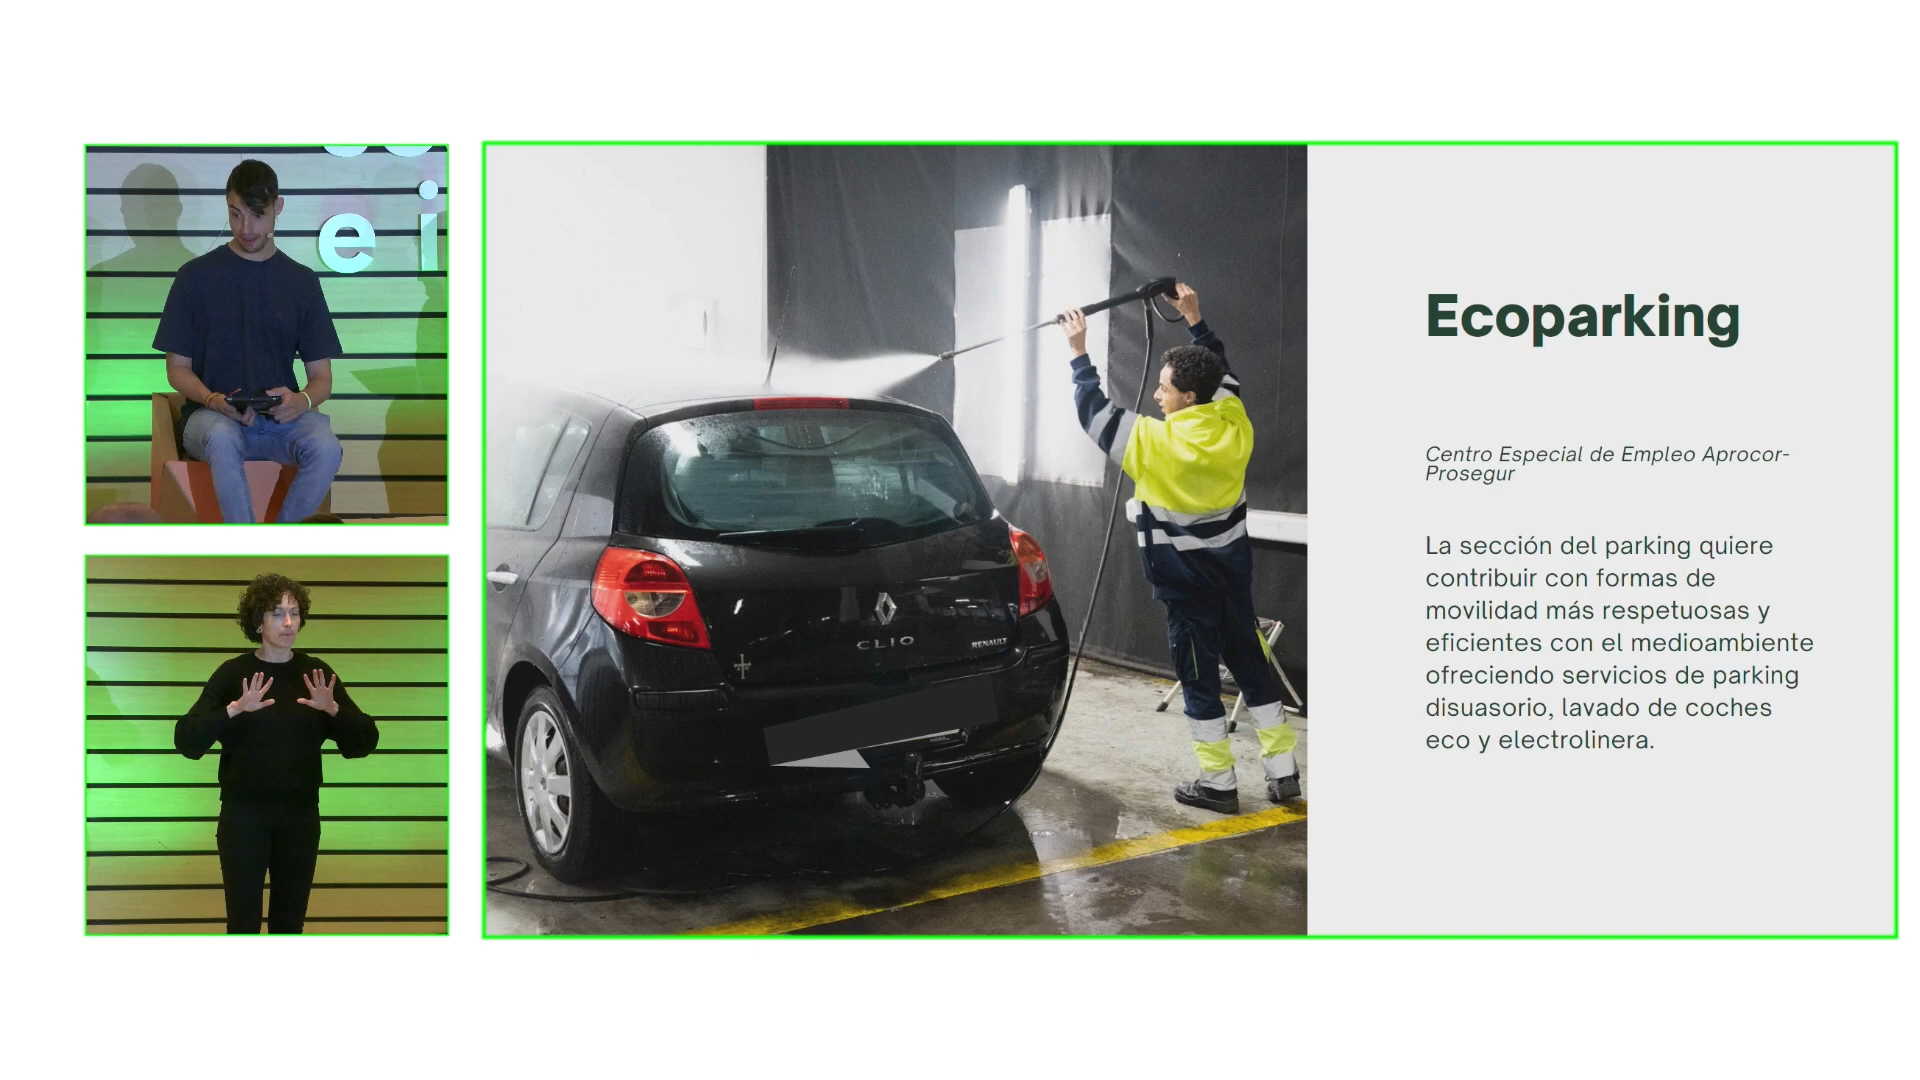 e i
CLIO
RENAULT
Ecoparking
Centro Especial de Empleo Aprocor-
Prosegur
La sección del parking quiere
contribuir con formas de
movilidad más respetuosas y
eficientes con el medioambiente
ofreciendo servicios de parking
disuasorio, lavado de coches
eco y electrolinera.